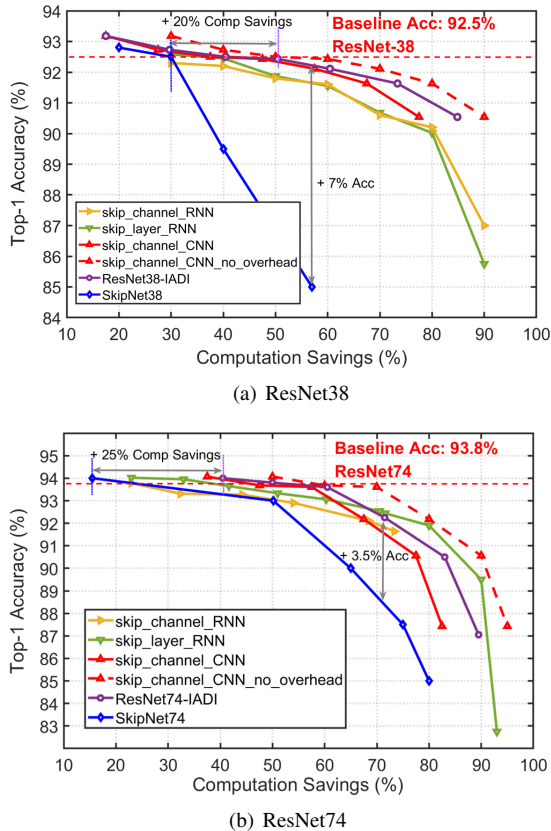 + 20% Comp Savings
Baseline Acc: 92.5%
ResNet-38
94
93
92
91
90
89
88
87
86
85
84
Top-1 Accuracy (%)
+ 7% Acc
skip_channel_RNN
skip_layer_RNN
skip_channel_CNN
skip_channel_CNN_no_overhead
ResNet38-IADI
SkipNet38
10 20 30 40 50 60 70 80 90 100
Computation Savings (%)
(a) ResNet38
+ 25% Comp Savings
Baseline Acc: 93.8%
ResNet74
95
94
93
92
91
90
89
88
87
86
85
84
83
Top-1 Accuracy (%)
+ 3.5% Acc
skip_channel_RNN
skip_layer_RNN
skip_channel_CNN
skip_channel_CNN_no_overhead
ResNet74-IADI
SkipNet74
10 20 30 40 50 60 70 80 90 100
Computation Savings (%)
(b) ResNet74